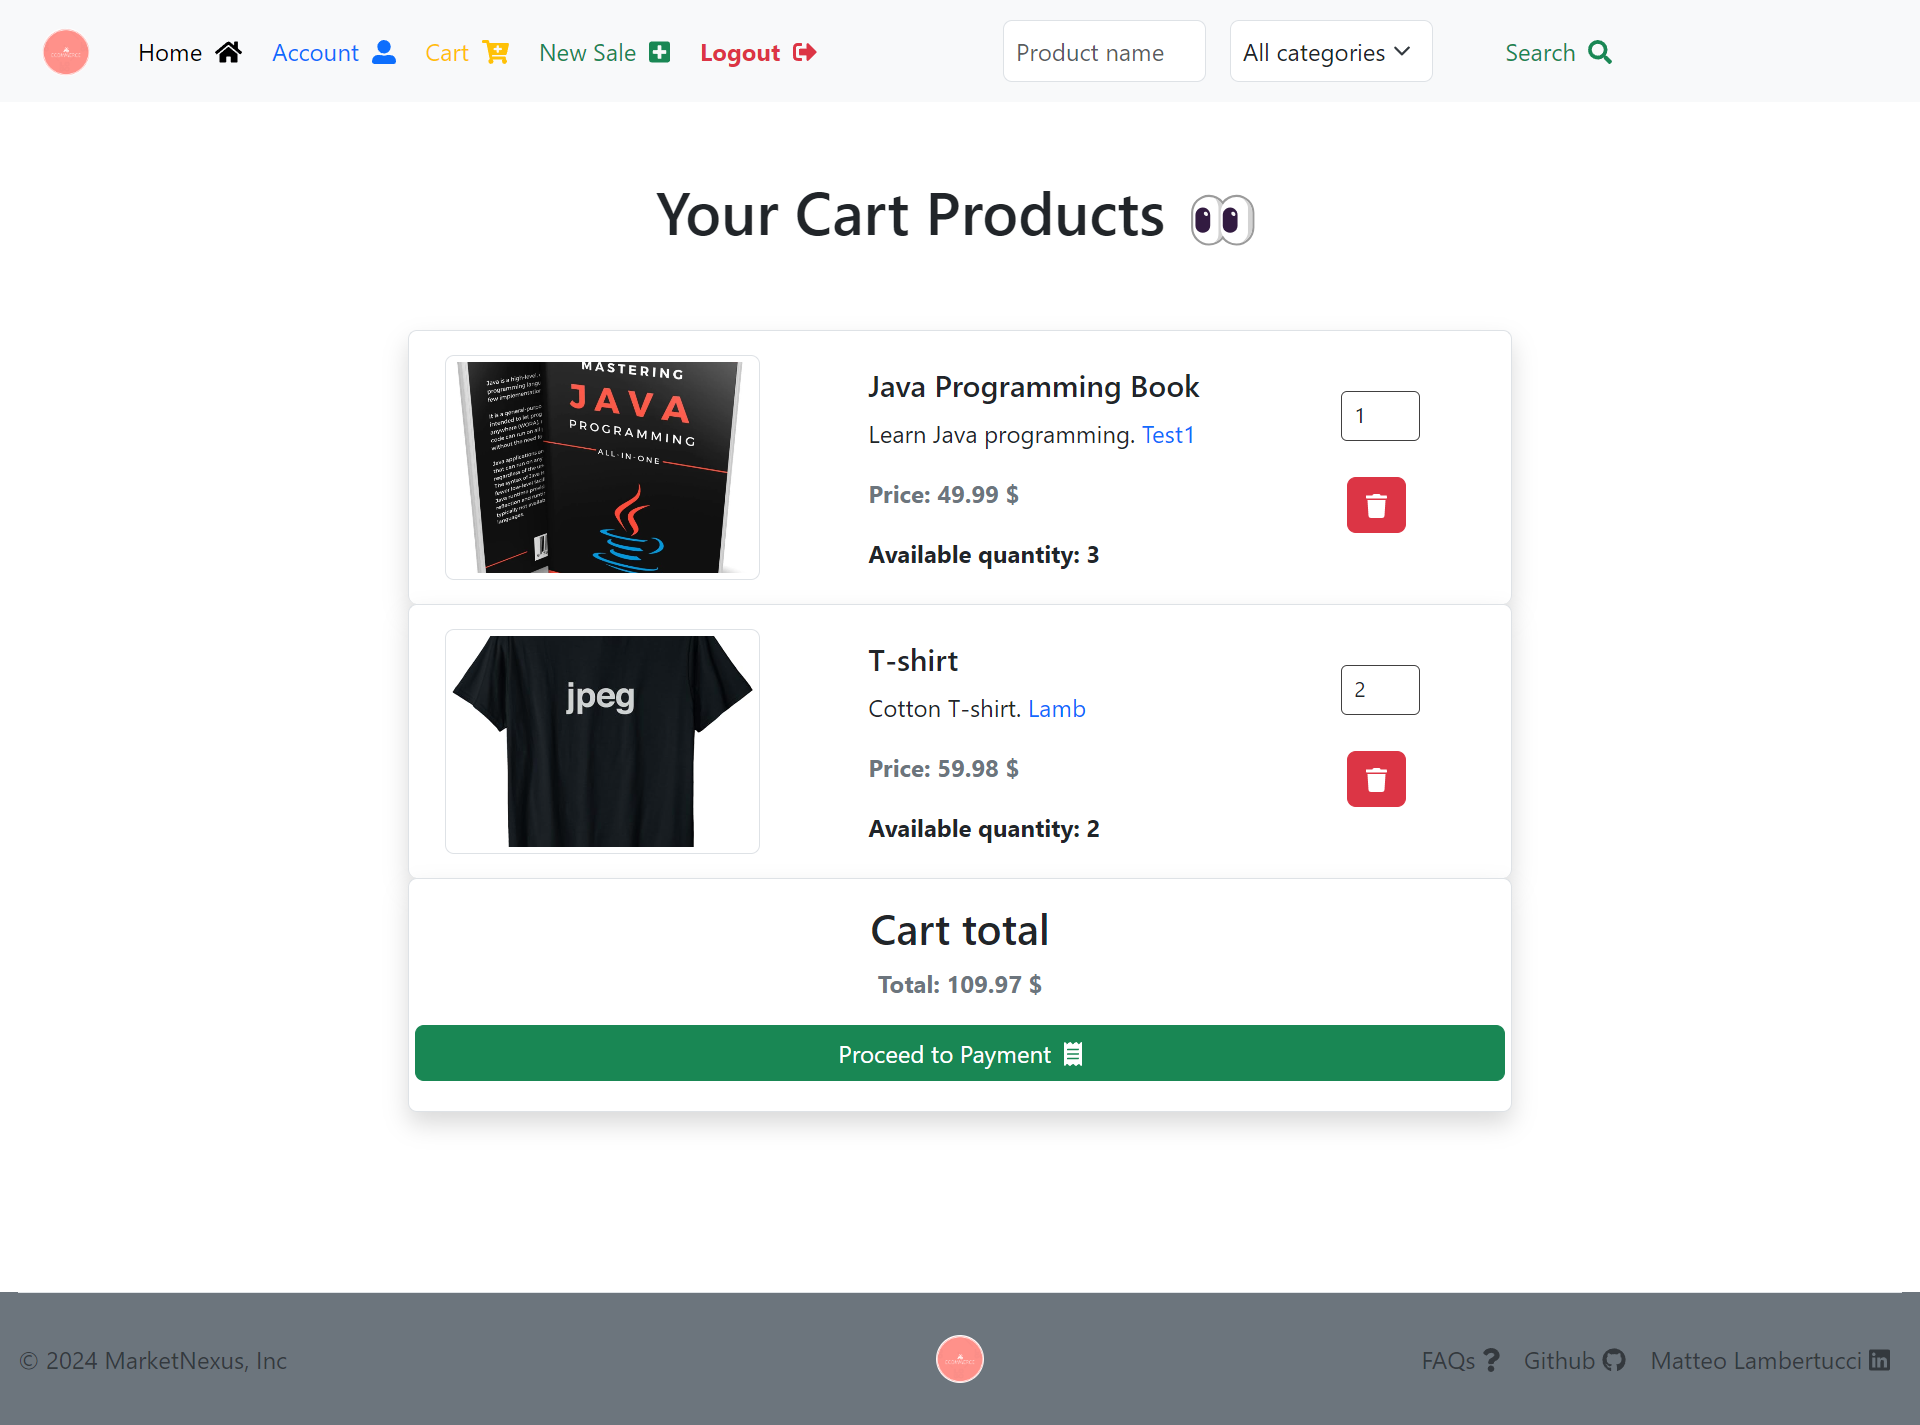 Home
Account
Cart
New Sale
Logout
Product name
All categories
Search
Your Cart Products 👀
MASTERING
JAVA
PROGRAMMING
ALL-IN-ONE
Java Programming Book
Learn Java programming. Test1
Price: 49.99 $
Available quantity: 3
1
jpeg
T-shirt
Cotton T-shirt. Lamb
Price: 59.98 $
Available quantity: 2
2
Cart total
Total: 109.97 $
Proceed to Payment
© 2024 MarketNexus, Inc
FAQs
Github
Matteo Lambertucci